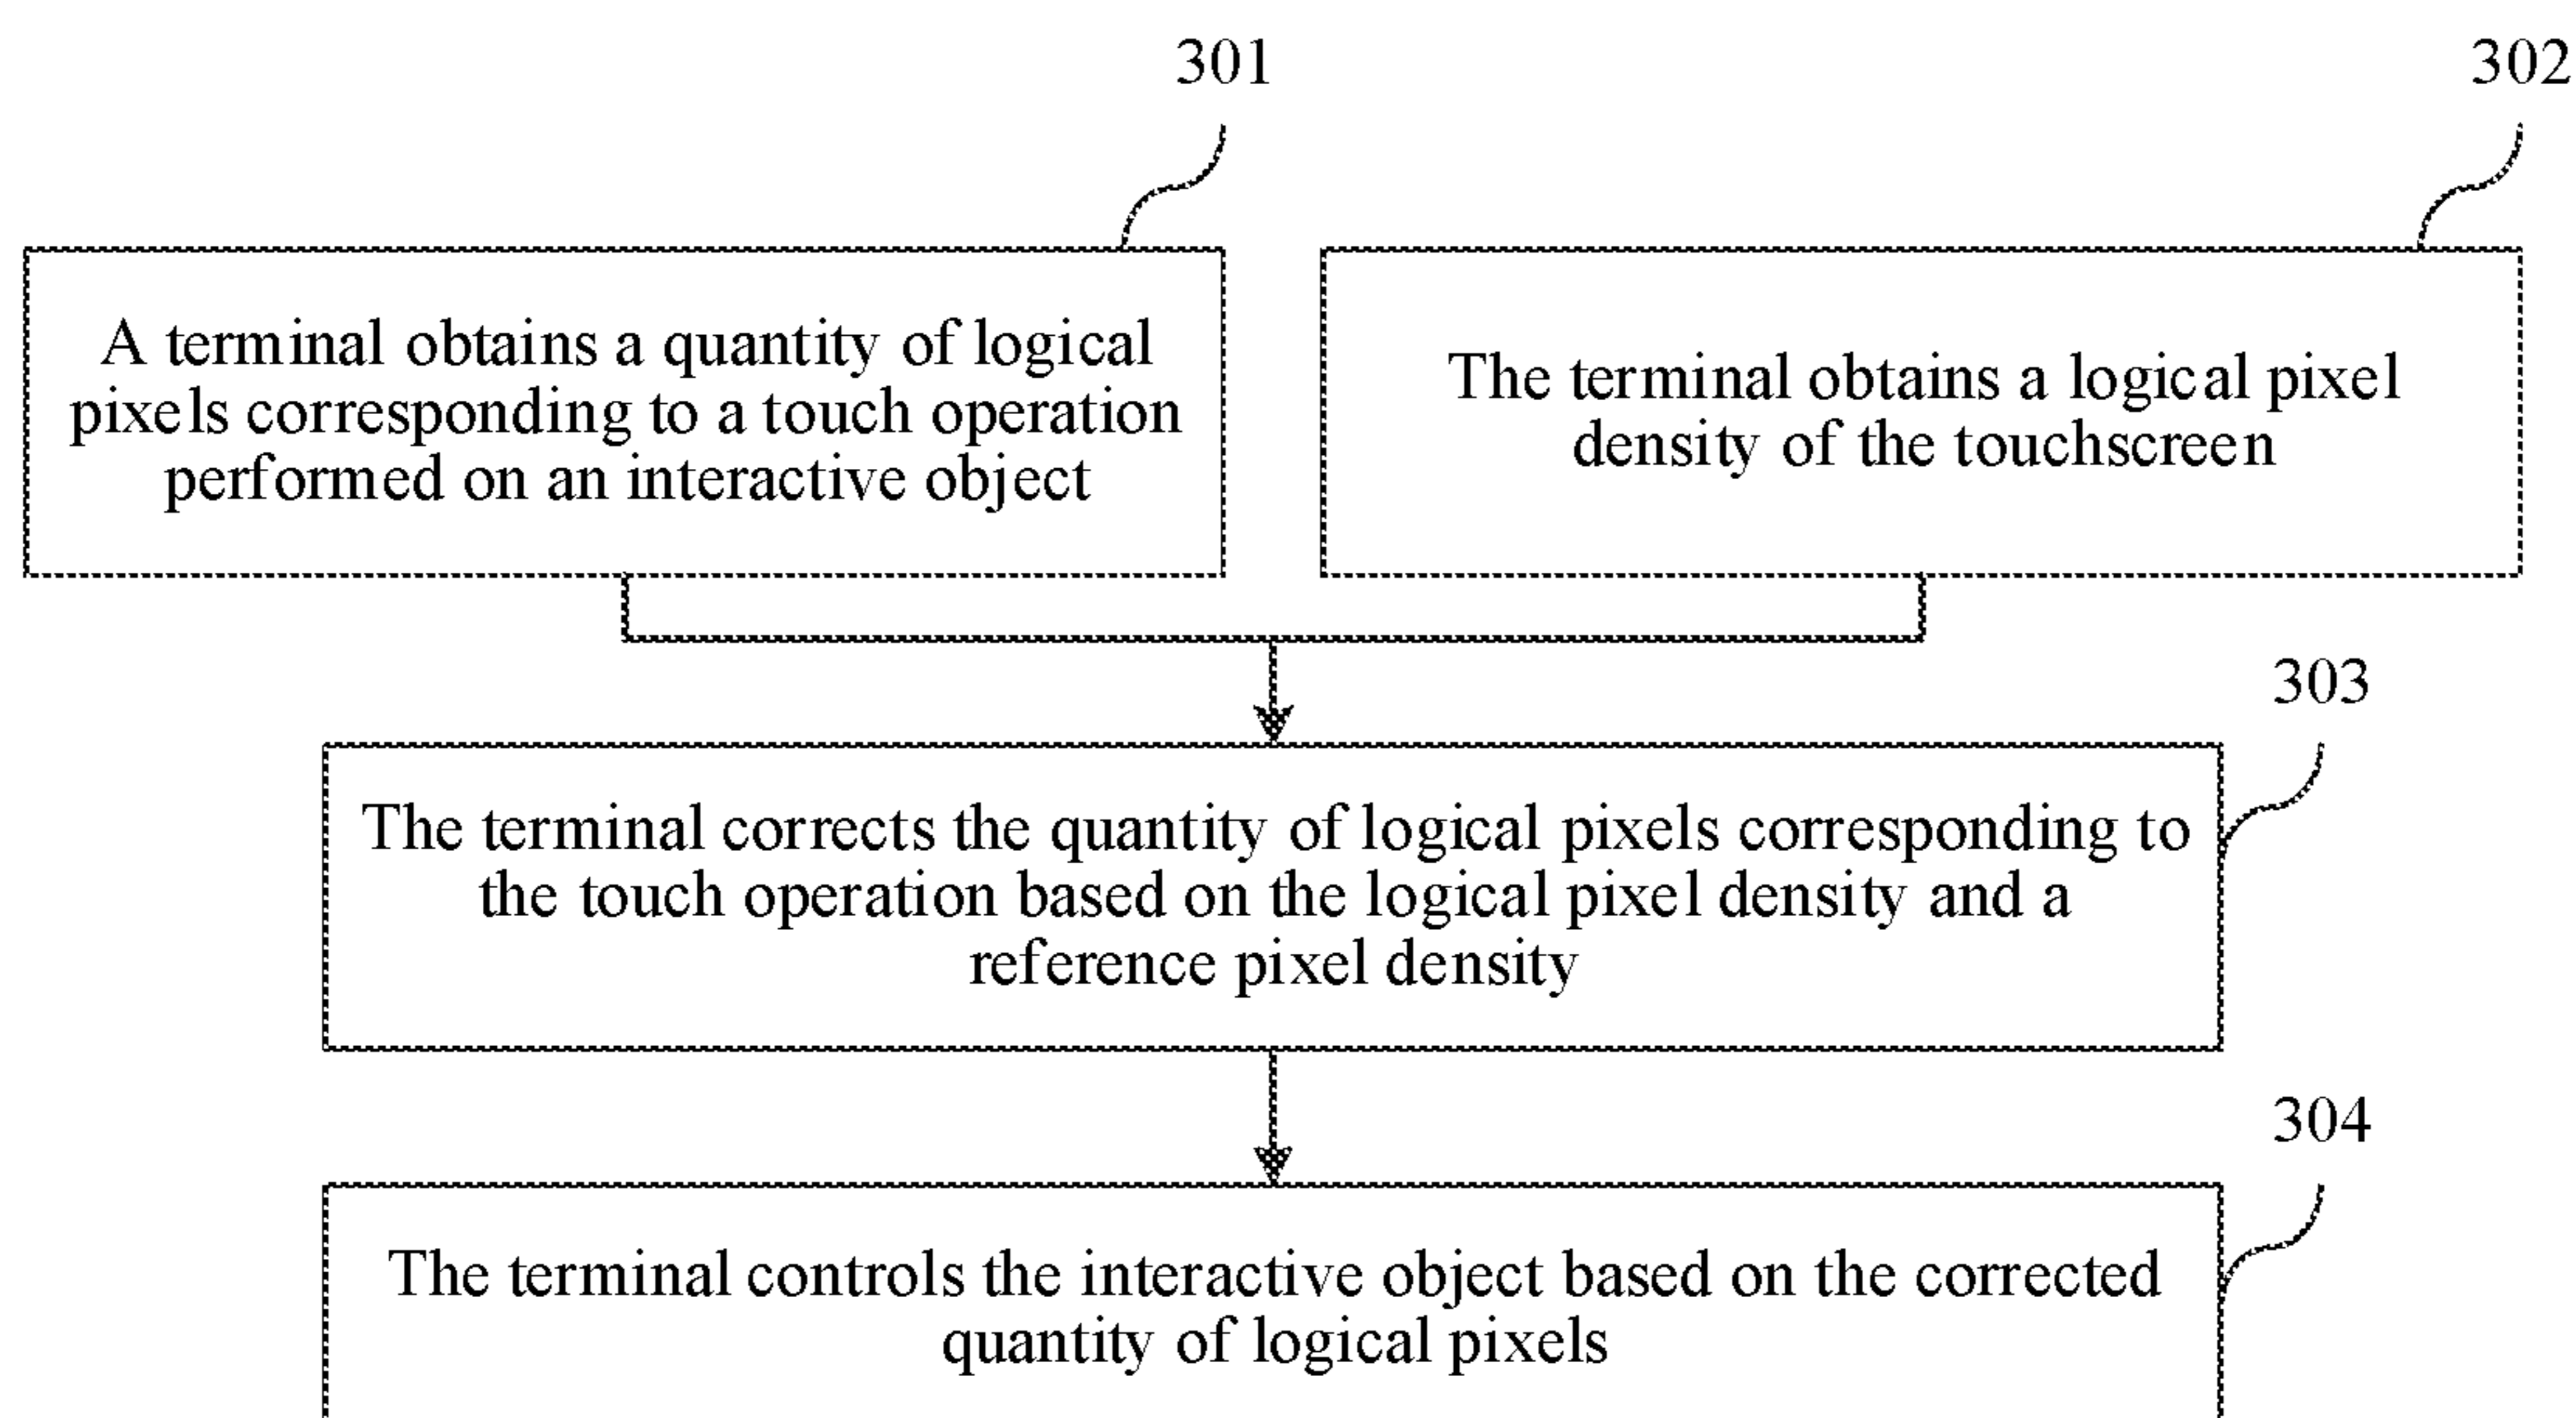 301
302
A terminal obtains a quantity of logical
pixels corresponding to a touch operation
performed on an interactive object
The terminal obtains a logical pixel
density of the touchscreen
303
The terminal corrects the quantity of logical pixels corresponding to
the touch operation based on the logical pixel density and a
reference pixel density
304
The terminal controls the interactive object based on the corrected
quantity of logical pixels